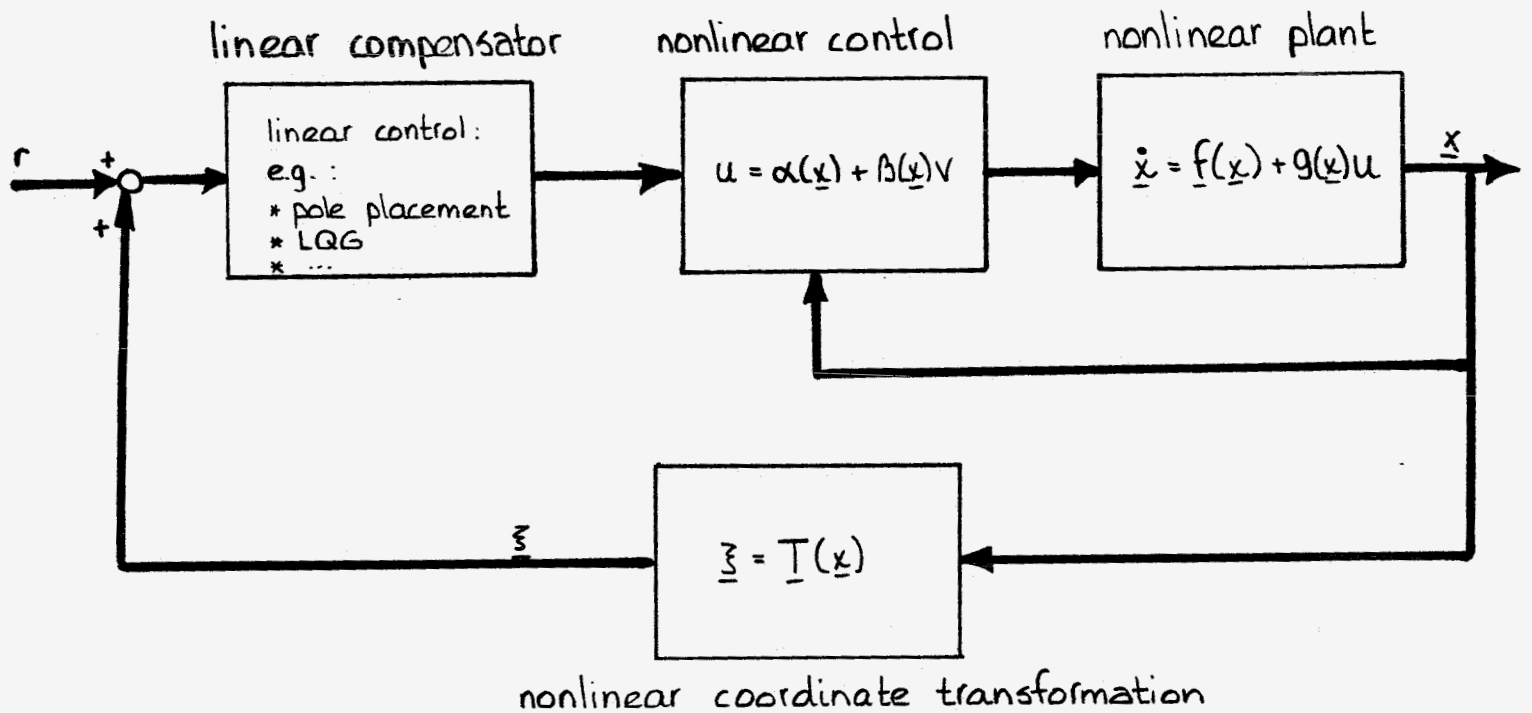 linear compensator
nonlinear control
nonlinear plant
linear control:
e.g. :
* pole placement
* LQG
* ...
r
+
+
u = α(x) + β(x)v
ẋ = f(x) + g(x)u
x
ξ
ξ = T(x)
nonlinear coordinate transformation